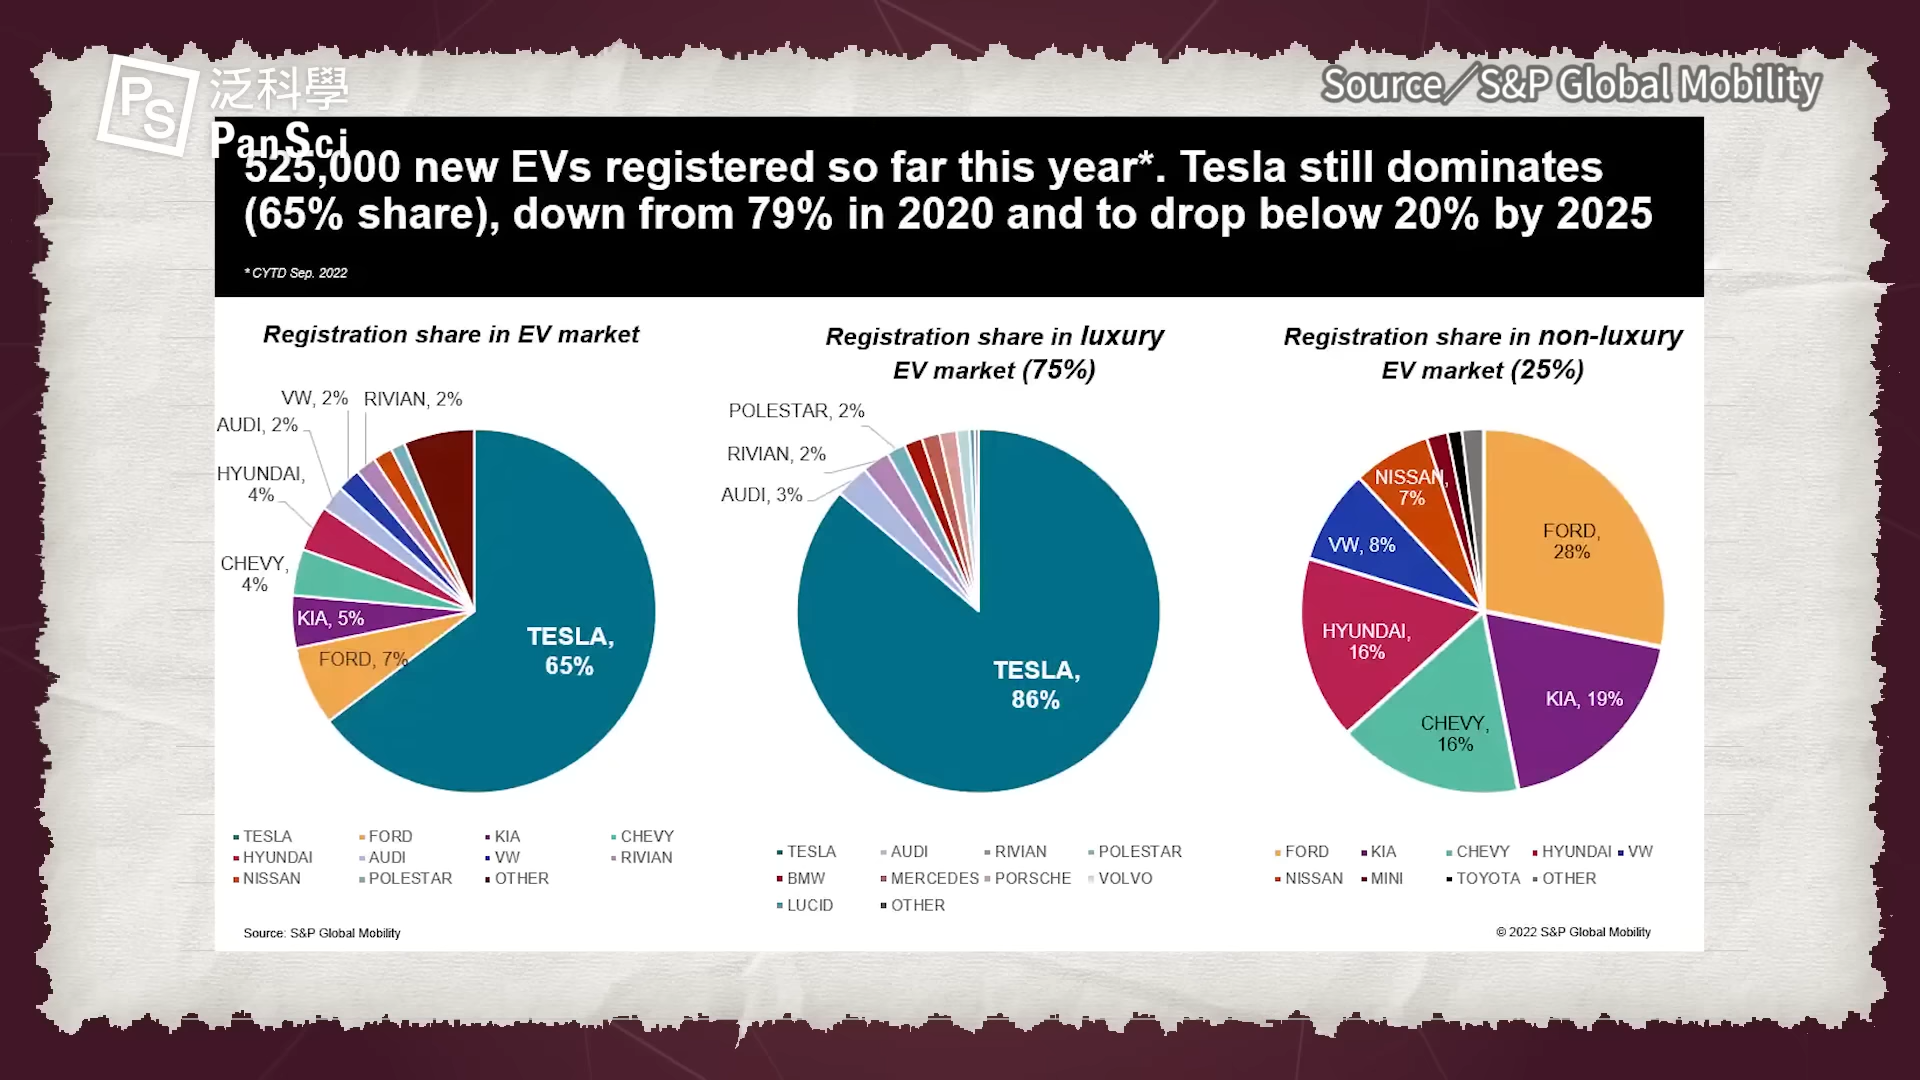 泛科學
PanSci
Source／S&P Global Mobility
525,000 new EVs registered so far this year*. Tesla still dominates
(65% share), down from 79% in 2020 and to drop below 20% by 2025
* CYTD Sep. 2022
Registration share in EV market
VW, 2%
RIVIAN, 2%
AUDI, 2%
HYUNDAI,
4%
CHEVY,
4%
KIA, 5%
FORD, 7%
TESLA,
65%
TESLA
FORD
KIA
CHEVY
HYUNDAI
AUDI
VW
RIVIAN
NISSAN
POLESTAR
OTHER
Source: S&P Global Mobility
Registration share in luxury
EV market (75%)
POLESTAR, 2%
RIVIAN, 2%
AUDI, 3%
TESLA,
86%
TESLA
AUDI
RIVIAN
POLESTAR
BMW
MERCEDES
PORSCHE
VOLVO
LUCID
OTHER
Registration share in non-luxury
EV market (25%)
NISSAN,
7%
FORD,
28%
VW, 8%
HYUNDAI,
16%
KIA, 19%
CHEVY,
16%
FORD
KIA
CHEVY
HYUNDAI
VW
NISSAN
MINI
TOYOTA
OTHER
© 2022 S&P Global Mobility
PS